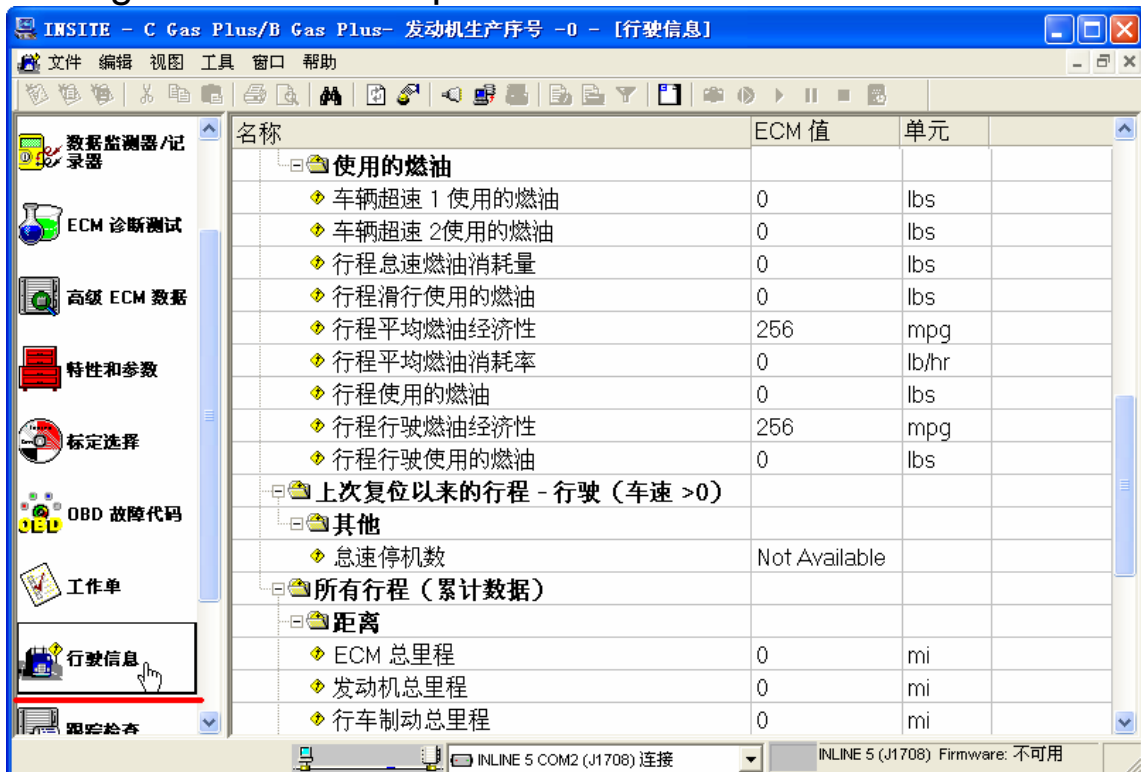 INSITE - C Gas Plus/B Gas Plus- 发动机生产序号 -0 - [行驶信息]
文件 编辑 视图 工具 窗口 帮助
数据监测器/记录器
ECM 诊断测试
高级 ECM 数据
特性和参数
标定选择
OBD 故障代码
工作单
行驶信息
跟踪检查
名称 ECM 值 单元
使用的燃油
车辆超速 1 使用的燃油 0 lbs
车辆超速 2使用的燃油 0 lbs
行程怠速燃油消耗量 0 lbs
行程滑行使用的燃油 0 lbs
行程平均燃油经济性 256 mpg
行程平均燃油消耗率 0 lb/hr
行程使用的燃油 0 lbs
行程行驶燃油经济性 256 mpg
行程行驶使用的燃油 0 lbs
上次复位以来的行程 - 行驶（车速 >0）
其他
怠速停机数 Not Available
所有行程（累计数据）
距离
ECM 总里程 0 mi
发动机总里程 0 mi
行车制动总里程 0 mi
INLINE 5 COM2 (J1708) 连接
INLINE 5 (J1708) Firmware: 不可用